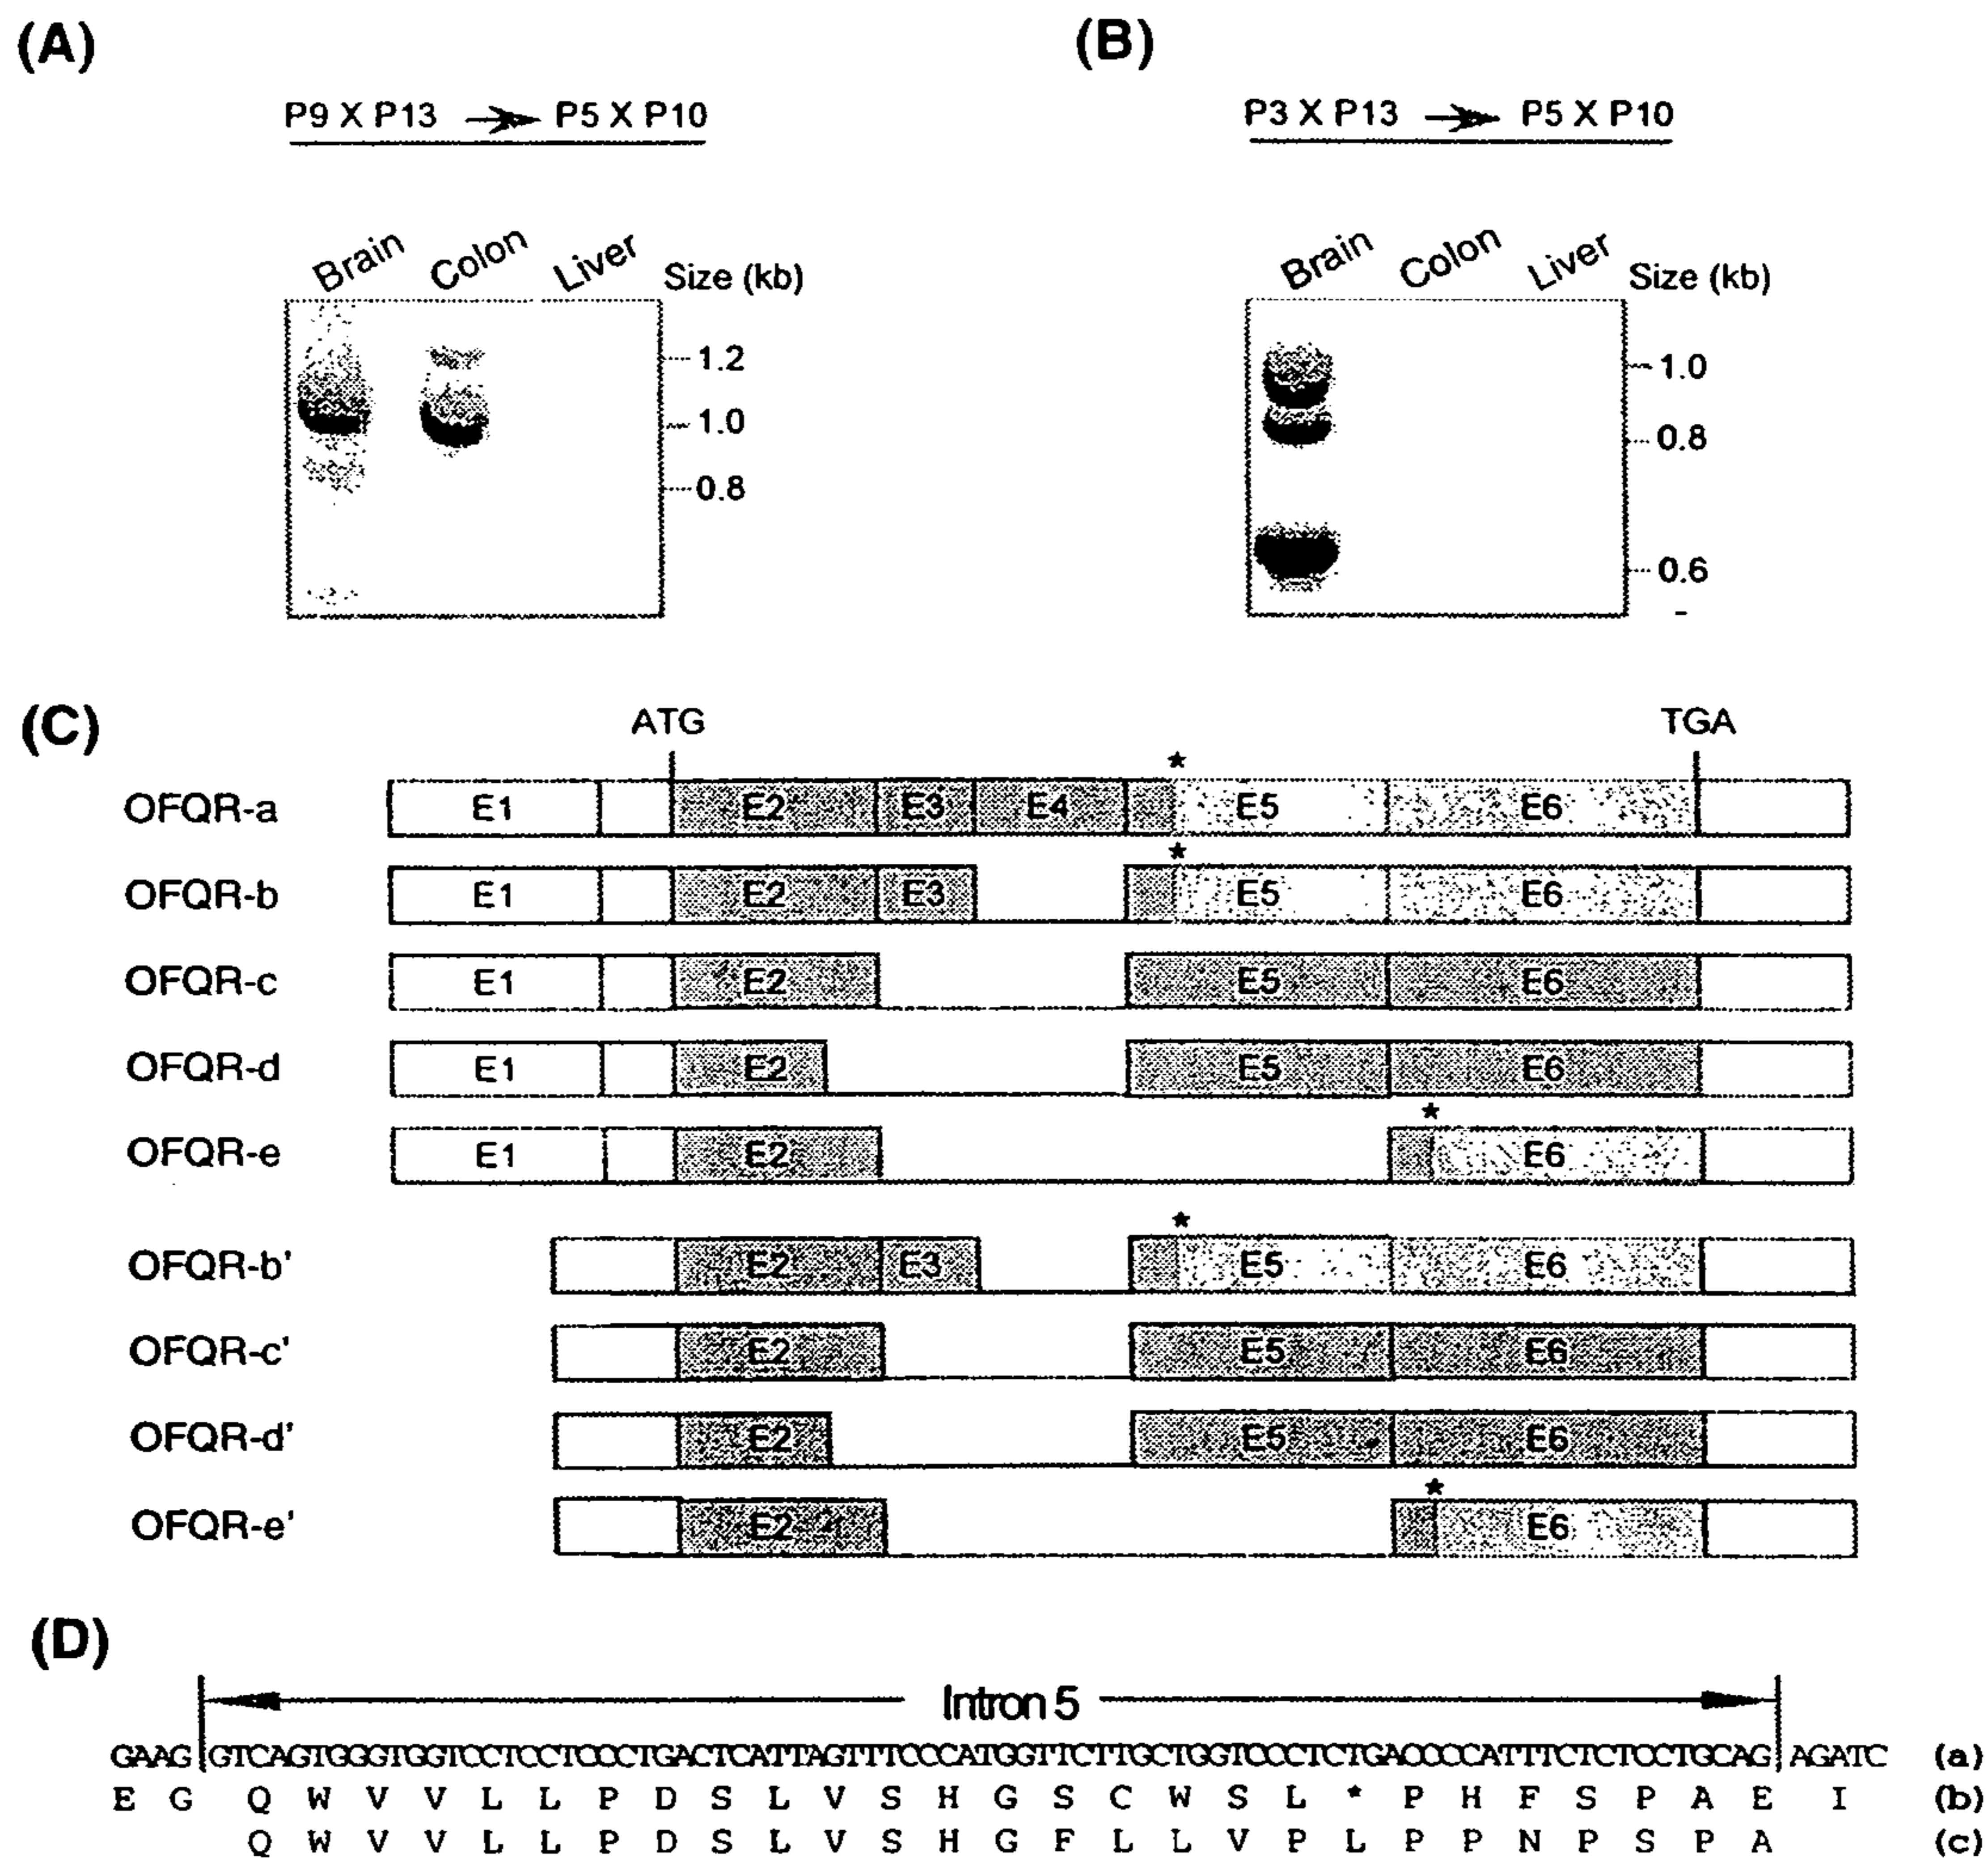 (A)
(B)
P9 X P13 → P5 X P10
P3 X P13 → P5 X P10
Brain Colon Liver Size (kb)
1.2
1.0
0.8
Brain Colon Liver Size (kb)
1.0
0.8
0.6
(C)
ATG TGA
*
OFQR-a E1 E2 E3 E4 E5 E6
*
OFQR-b E1 E2 E3 E5 E6
OFQR-c E1 E2 E5 E6
OFQR-d E1 E2 E5 E6
*
OFQR-e E1 E2 E6
*
OFQR-b' E2 E3 E5 E6
OFQR-c' E2 E5 E6
OFQR-d' E2 E5 E6
*
OFQR-e' E2 E6
(D)
Intron 5
GAAG GTCAGTGGGTGGTCCTCCTCCCTGACTCATTAGTTTCCCATGGTTCTTGCTGGTCCCTCTGACCCCATTTCTCTCCTGCAG AGATC (a)
E G Q W V V L L P D S L V S H G S C W S L * P H F S P A E I (b)
Q W V V L L P D S L V S H G F L L V P L P P N P S P A (c)